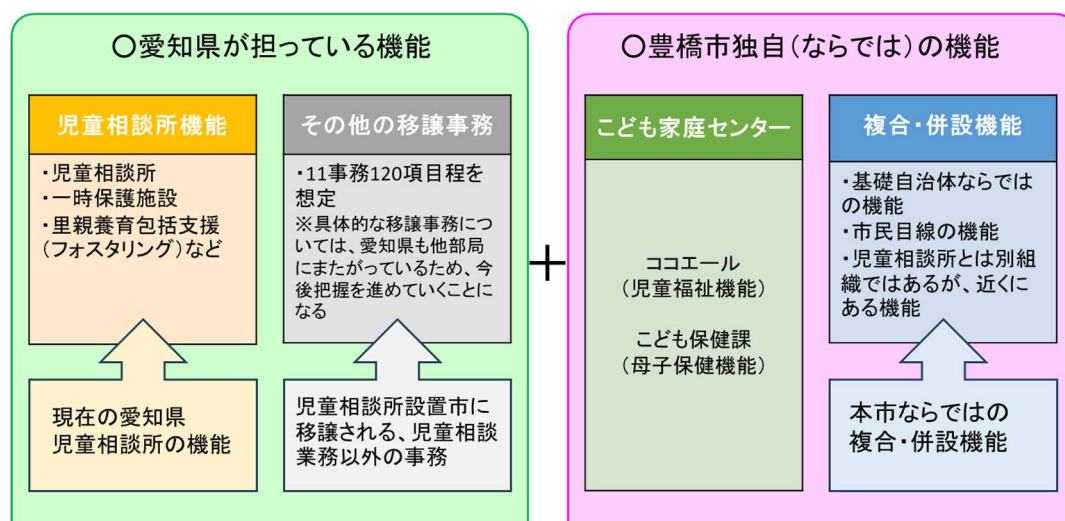 〇愛知県が担っている機能
児童相談所機能
・児童相談所
・一時保護施設
・里親養育包括支援
(フォスタリング)など
現在の愛知県
児童相談所の機能
その他の移譲事務
・11事務120項目程を
想定
※具体的な移譲事務につ
いては、愛知県も他部局
にまたがっているため、今
後把握を進めていくことに
なる
児童相談所設置市に
移譲される、児童相談
業務以外の事務
＋
〇豊橋市独自(ならでは)の機能
こども家庭センター
ココエール
(児童福祉機能)
こども保健課
(母子保健機能)
複合・併設機能
・基礎自治体ならでは
の機能
・市民目線の機能
・児童相談所とは別組
織ではあるが、近くに
ある機能
本市ならではの
複合・併設機能